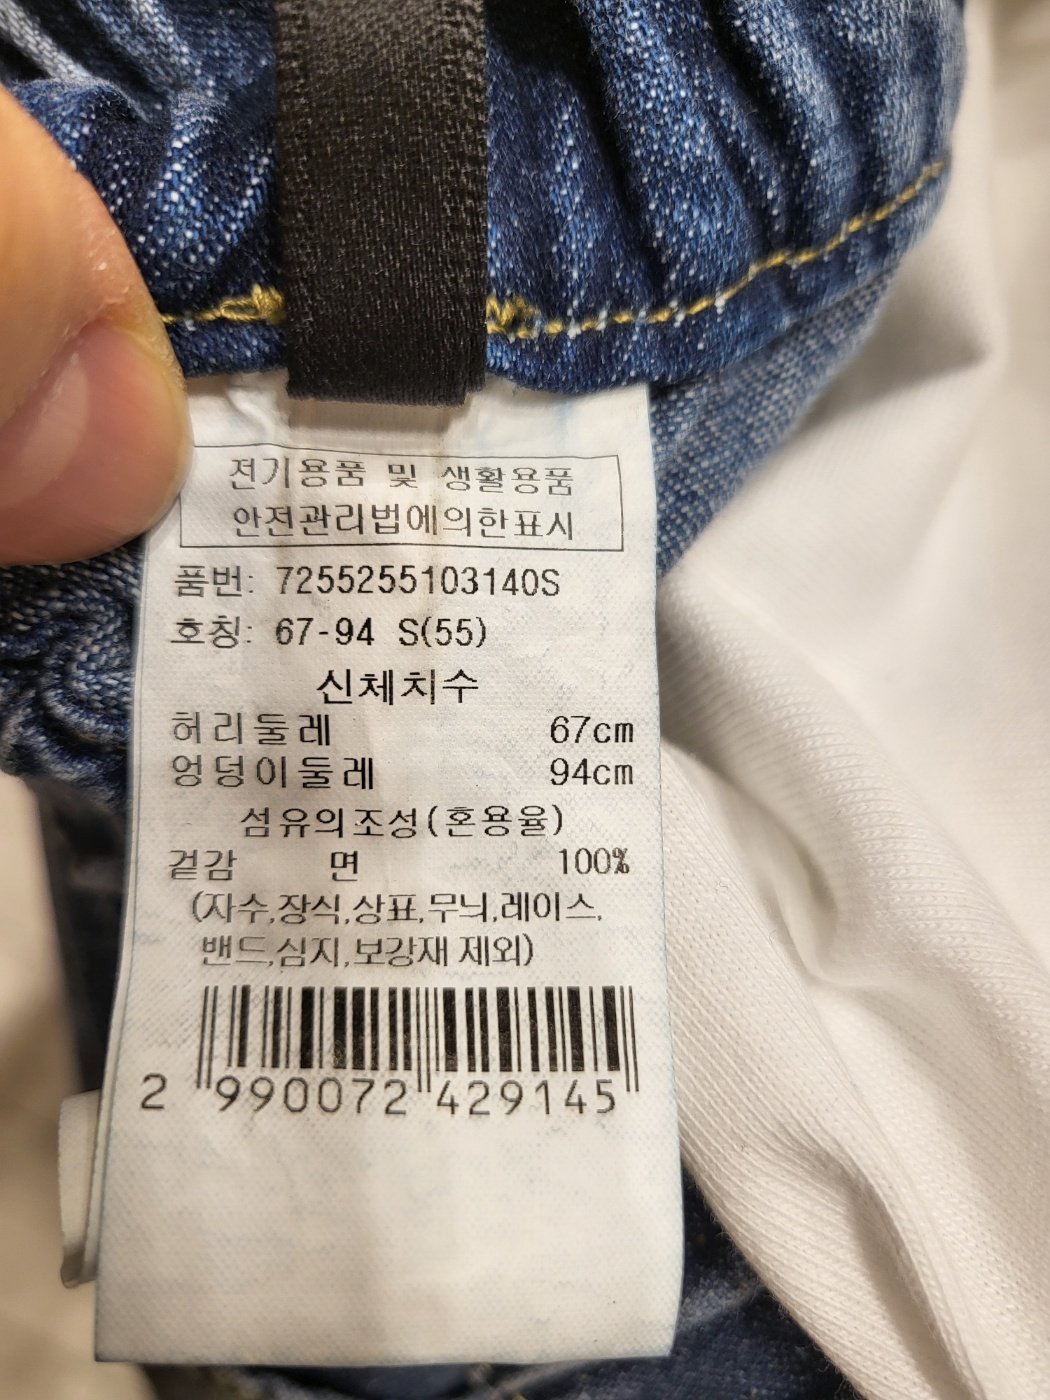 전기용품 및 생활용품
안전관리법에의한표시
품번: 7255255103140S
호칭: 67-94 S(55)
신체치수
허리둘레 67cm
엉덩이둘레 94cm
섬유의조성(혼용율)
겉감 면 100%
(자수,장식,상표,무늬,레이스,
밴드,심지,보강재 제외)
2 990072 429145